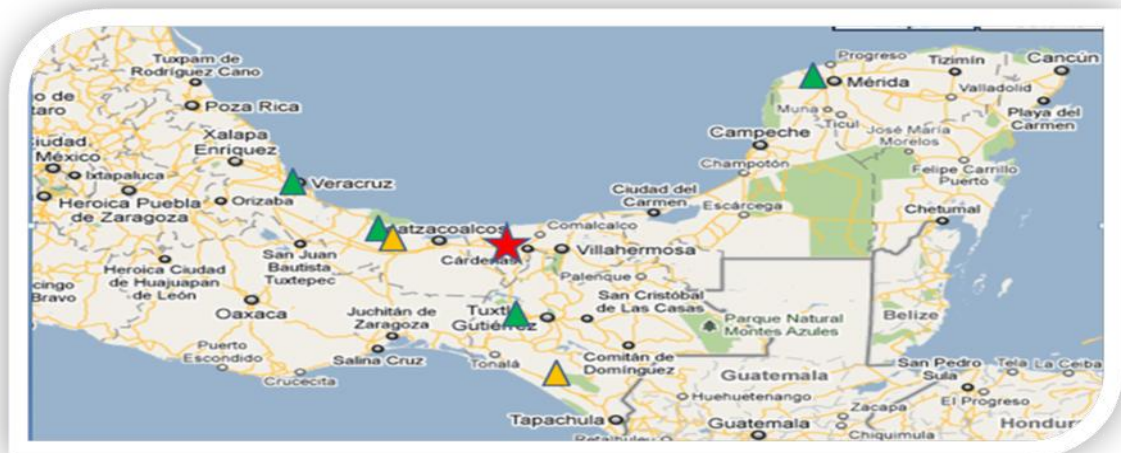 Tuxpam de
Rodríguez Cano
Poza Rica
Xalapa
Enríquez
Ciudad
México
Ixtapaluca
Heroica Puebla
de Zaragoza
Orizaba
Veracruz
San Juan
Bautista
Tuxtepec
Heroica Ciudad
de Huajuapan
de León
Bravo
Oaxaca
Puerto
Escondido
Crucecita
Juchitán de
Zaragoza
Salina Cruz
Tonalá
atzacoalcos
Cárdenas
Comalcalco
Villahermosa
Ciudad del
Carmen
Palenque
San Cristóbal
de Las Casas
Gutiérrez
Comitán de
Domínguez
Tapachula
Parque Natural
Montes Azules
Progreso
Mérida
Tizimín
Cancún
Valladolid
Playa del
Carmen
Muna
Ticul
José María
Morelos
Campeche
Champotón
Felipe Carrillo
Puerto
Escárcega
Chetumal
Belize
Guatemala
Huehuetenango
San Pedro
Sula
Tela
La Ceiba
El Progreso
Zacapa
Chiquimula
Guatemala
Retalhuleu